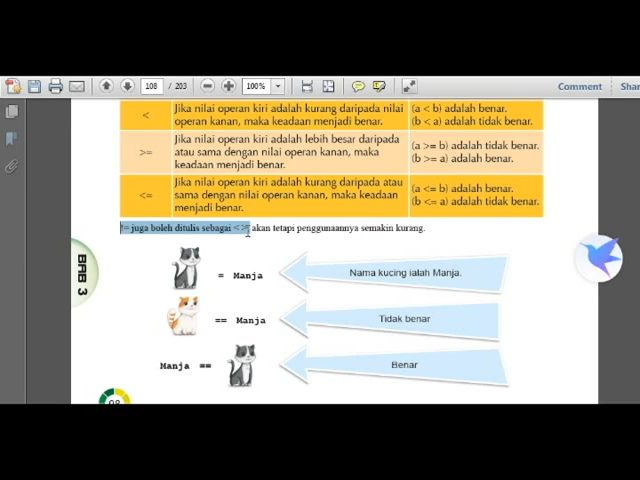 108 / 203
100%
Comment
Shar
<
Jika nilai operan kiri adalah kurang daripada nilai
operan kanan, maka keadaan menjadi benar.
(a < b) adalah benar.
(b < a) adalah tidak benar.
>=
Jika nilai operan kiri adalah lebih besar daripada
atau sama dengan nilai operan kanan, maka
keadaan menjadi benar.
(a >= b) adalah tidak benar.
(b >= a) adalah benar.
<=
Jika nilai operan kiri adalah kurang daripada atau
sama dengan nilai operan kanan, maka keadaan
menjadi benar.
(a <= b) adalah benar.
(b <= a) adalah tidak benar.
!= juga boleh ditulis sebagai <>, akan tetapi penggunaannya semakin kurang.
BAB 3
= Manja
Nama kucing ialah Manja.
== Manja
Tidak benar
Manja ==
Benar